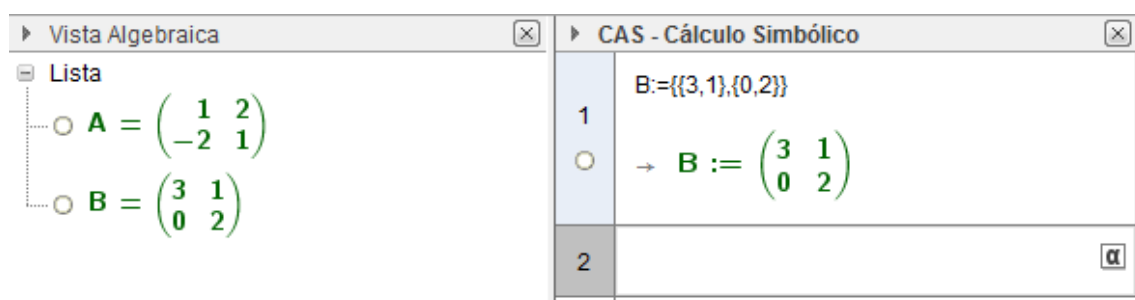 Vista Algebraica
Lista
A = ( 1 2
-2 1 )
B = ( 3 1
0 2 )
CAS - Cálculo Simbólico
1
B:={{3,1},{0,2}}
→ B := ( 3 1
0 2 )
2
α